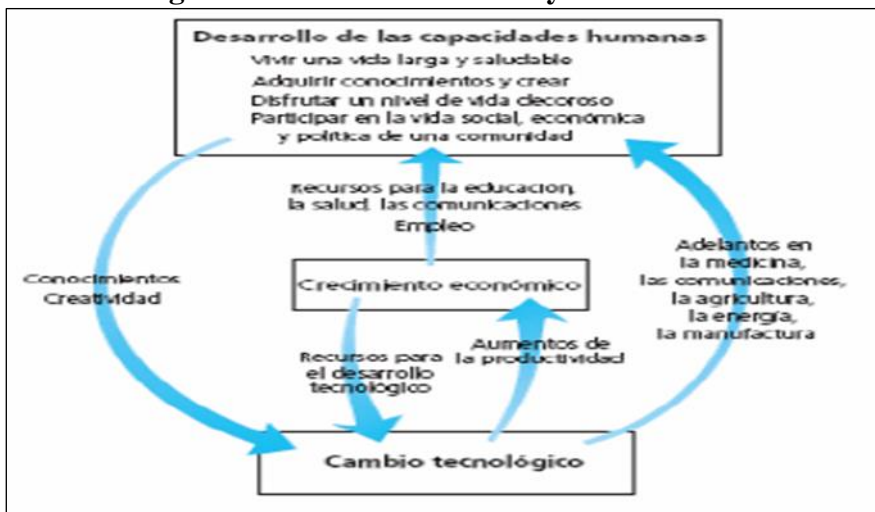 Desarrollo de las capacidades humanas
Vivir una vida larga y saludable
Adquirir conocimientos y crear
Disfrutar un nivel de vida decoroso
Participar en la vida social, económica
y política de una comunidad
Recursos para la educación,
la salud, las comunicaciones
Empleo
Conocimientos
Creatividad
Crecimiento económico
Adelantos en
la medicina,
las comunicaciones,
la agricultura,
la energía,
la manufactura
Recursos para
el desarrollo
tecnológico
Aumentos de
la productividad
Cambio tecnológico